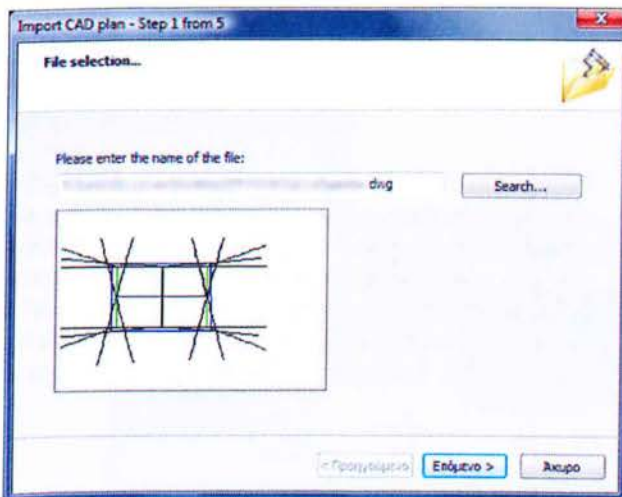 Import CAD plan - Step 1 from 5
File selection...
Please enter the name of the file:
dwg
Search...
< Προηγούμενο
Επόμενο >
Άκυρο